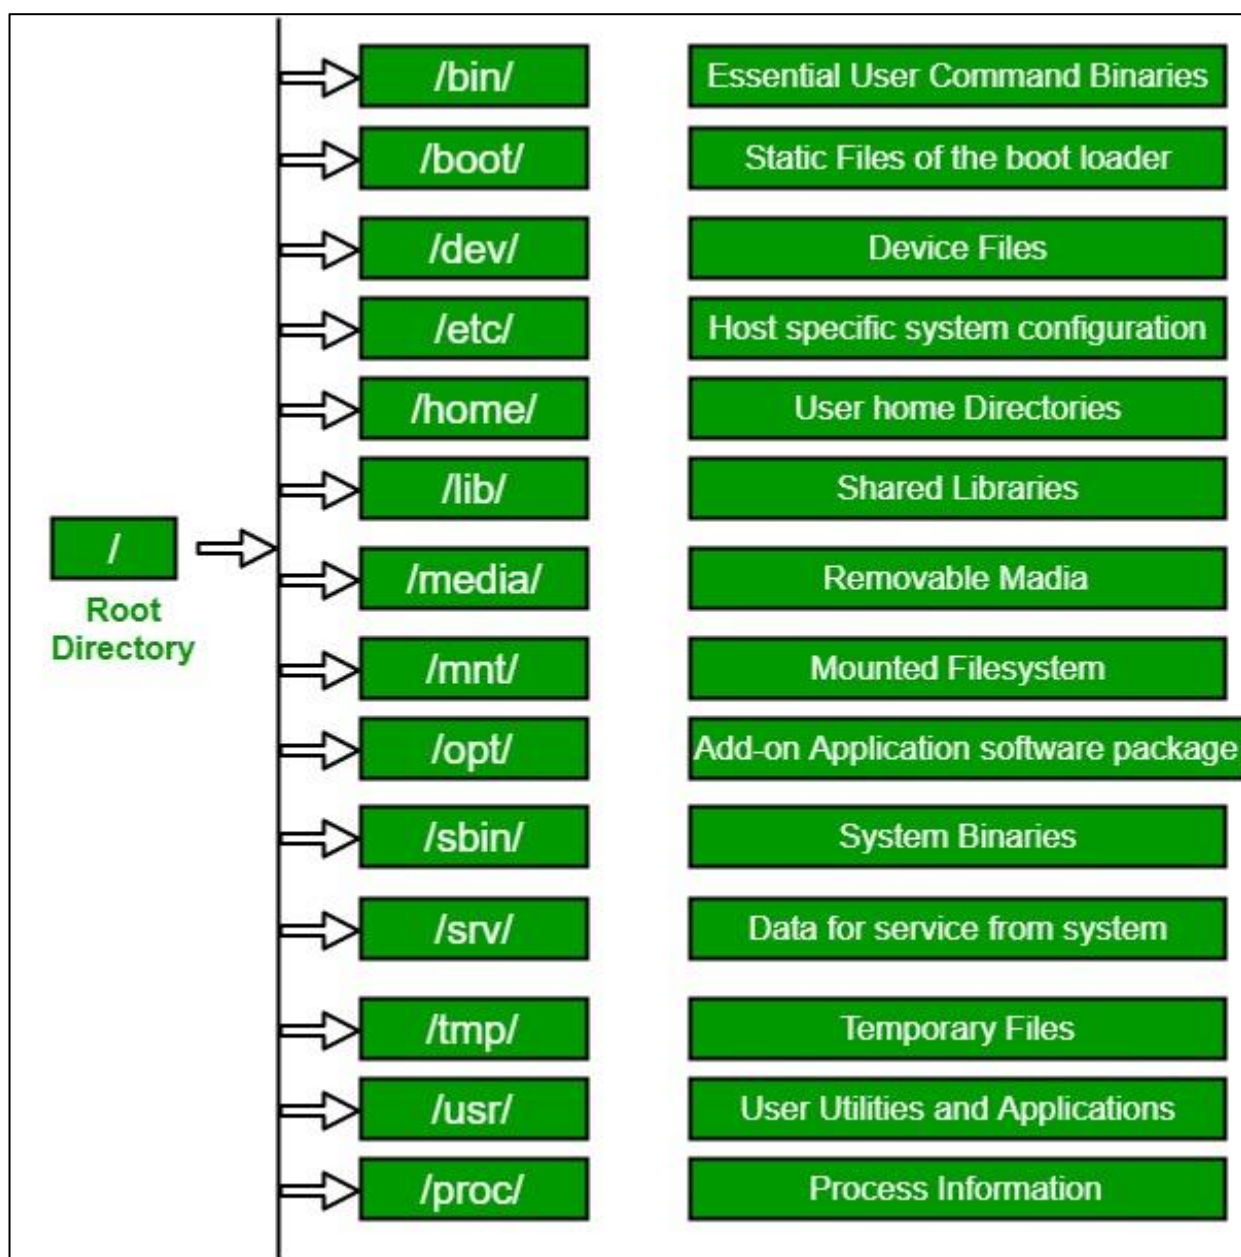 /bin/ Essential User Command Binaries
/boot/ Static Files of the boot loader
/dev/ Device Files
/etc/ Host specific system configuration
/home/ User home Directories
/lib/ Shared Libraries
/
Root
Directory
/media/ Removable Madia
/mnt/ Mounted Filesystem
/opt/ Add-on Application software package
/sbin/ System Binaries
/srv/ Data for service from system
/tmp/ Temporary Files
/usr/ User Utilities and Applications
/proc/ Process Information